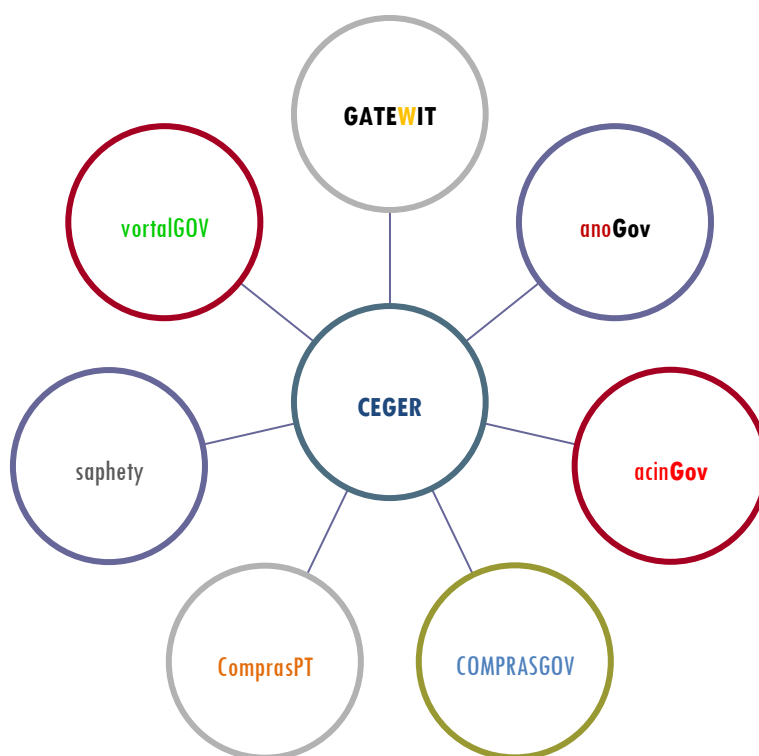 GATEWIT
vortalGOV
anoGov
CEGER
saphety
acinGov
ComprasPT
COMPRASGOV